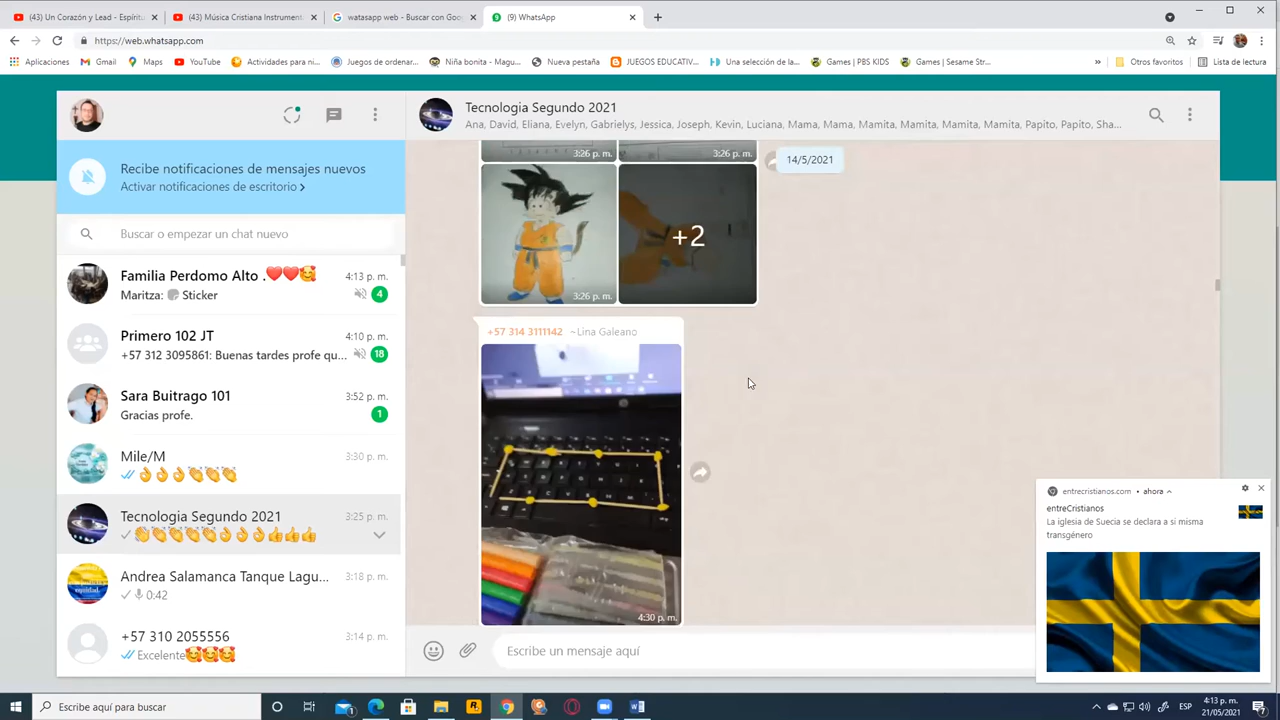 (43) Un Corazón y Lead - Espíritu
(43) Música Cristiana Instrument
watasapp web - Buscar con Goo
(9) WhatsApp
https://web.whatsapp.com
Aplicaciones
Gmail
Maps
YouTube
Actividades para ni...
Juegos de ordenar...
Niña bonita - Magu...
Nueva pestaña
JUEGOS EDUCATIV...
Una selección de la...
Games | PBS KIDS
Games | Sesame Str...
»
Otros favoritos
Lista de lectura
Recibe notificaciones de mensajes nuevos
Activar notificaciones de escritorio >
Buscar o empezar un chat nuevo
Familia Perdomo Alto .❤️❤️🥰 4:13 p. m.
Maritza: Sticker 4
Primero 102 JT 4:10 p. m.
+57 312 3095861: Buenas tardes profe qu... 18
Sara Buitrago 101 3:52 p. m.
Gracias profe. 1
Mile/M 3:30 p. m.
👌👌👌👏👏👏
Tecnologia Segundo 2021 3:25 p. m.
👏👏👏👏👏👌👌👌👍👍👍
Andrea Salamanca Tanque Lagu... 3:18 p. m.
0:42
+57 310 2055556 3:14 p. m.
Excelente🥰🥰🥰
Tecnologia Segundo 2021
Ana, David, Eliana, Evelyn, Gabrielys, Jessica, Joseph, Kevin, Luciana, Mama, Mama, Mamita, Mamita, Mamita, Mamita, Papito, Papito, Sha...
3:26 p. m.
3:26 p. m.
14/5/2021
+2
3:26 p. m.
+57 314 3111142 ~Lina Galeano
4:30 p. m.
Escribe un mensaje aquí
entrecristianos.com • ahora
entreCristianos
La iglesia de Suecia se declara a si misma
transgénero
Escribe aquí para buscar
ESP
4:13 p. m.
21/05/2021